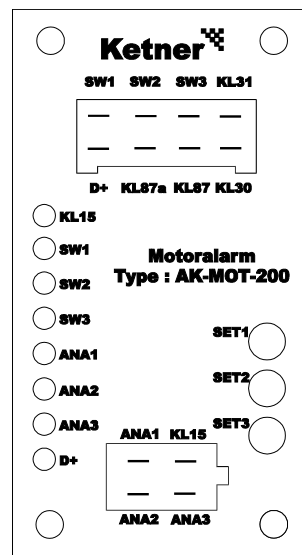 Ketner
SW1 SW2 SW3 KL31
D+ KL87a KL87 KL30
KL15
SW1
SW2
SW3
ANA1
ANA2
ANA3
D+
Motoralarm
Type : AK-MOT-200
SET1
SET2
SET3
ANA1 KL15
ANA2 ANA3